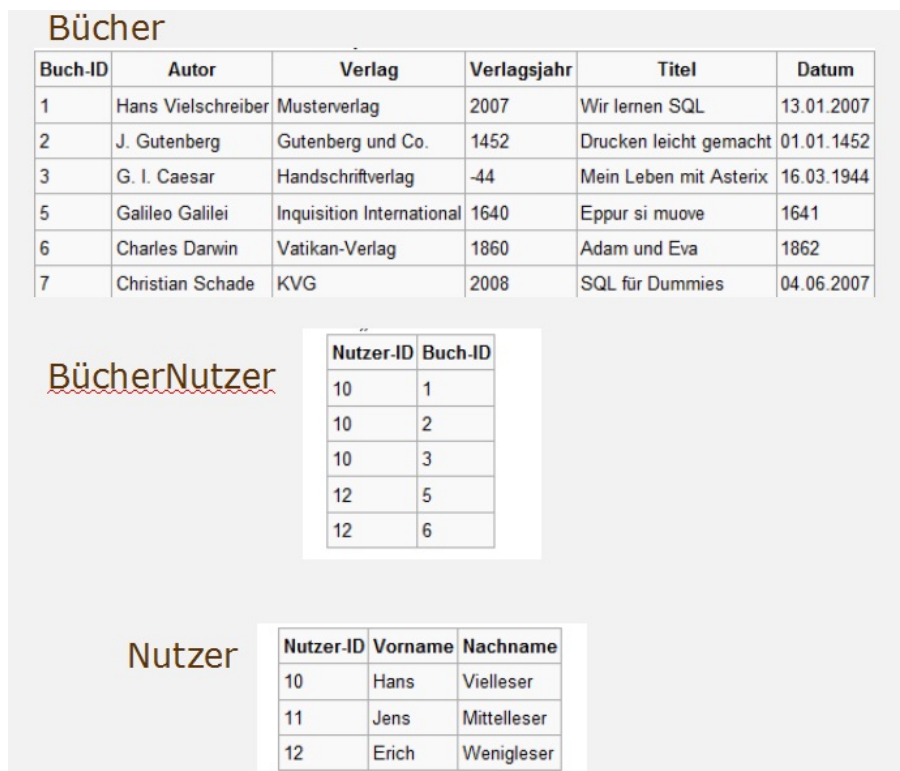 Bücher
Buch-ID Autor Verlag Verlagsjahr Titel Datum
1 Hans Vielschreiber Musterverlag 2007 Wir lernen SQL 13.01.2007
2 J. Gutenberg Gutenberg und Co. 1452 Drucken leicht gemacht 01.01.1452
3 G. I. Caesar Handschriftverlag -44 Mein Leben mit Asterix 16.03.1944
5 Galileo Galilei Inquisition International 1640 Eppur si muove 1641
6 Charles Darwin Vatikan-Verlag 1860 Adam und Eva 1862
7 Christian Schade KVG 2008 SQL für Dummies 04.06.2007
BücherNutzer
Nutzer-ID Buch-ID
10 1
10 2
10 3
12 5
12 6
Nutzer
Nutzer-ID Vorname Nachname
10 Hans Vielleser
11 Jens Mittelleser
12 Erich Wenigleser